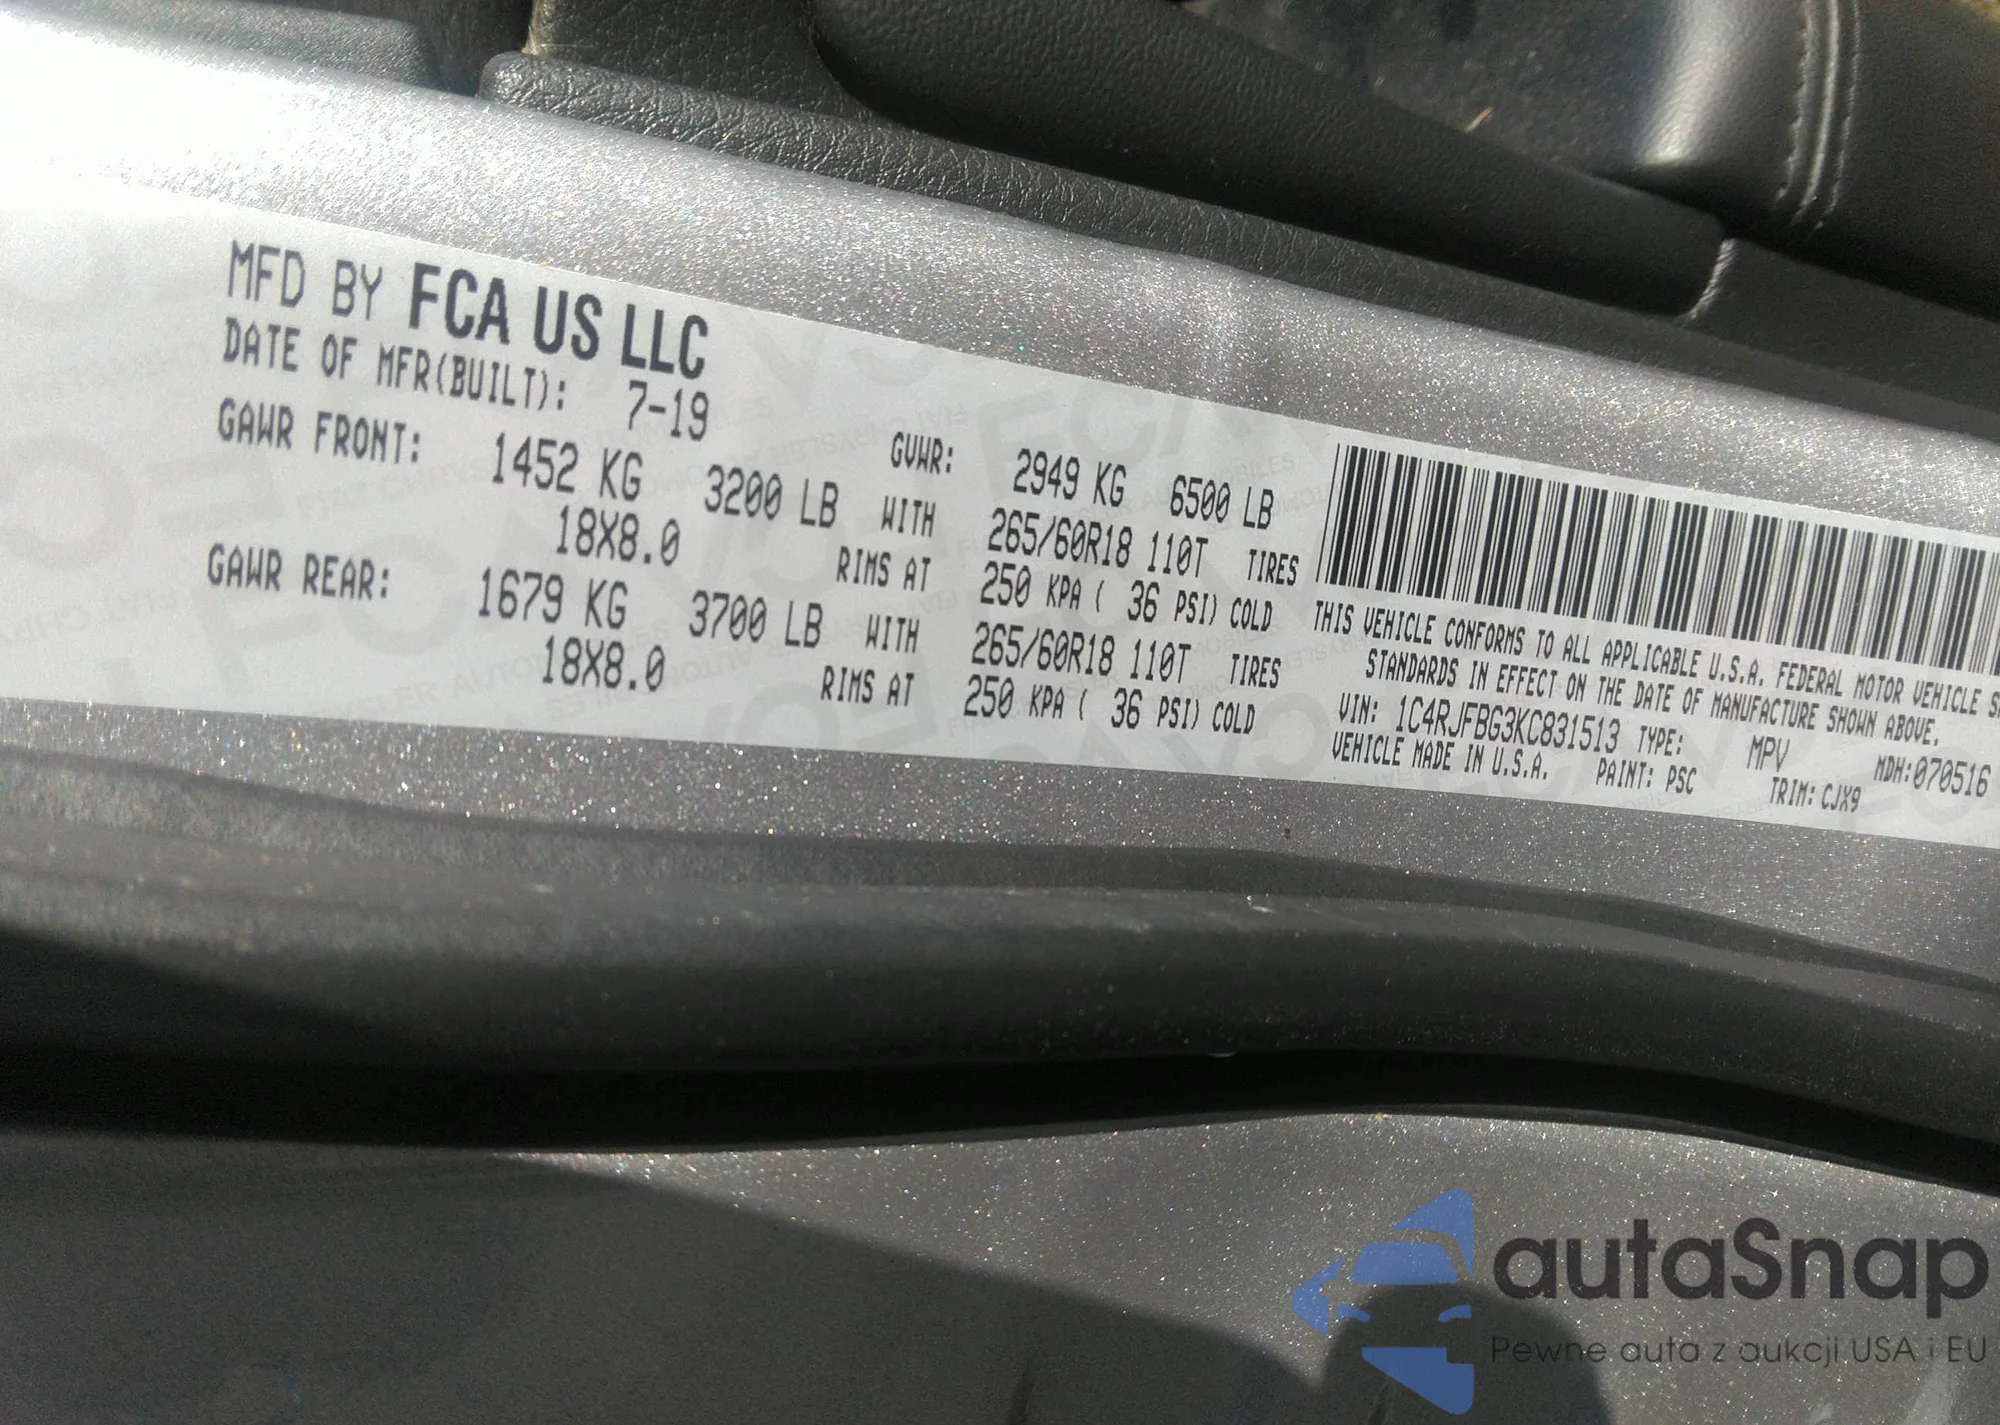 MFD BY FCA US LLC
DATE OF MFR(BUILT): 7-19
GVWR: 2949 KG 6500 LB
GAWR FRONT: 1452 KG 3200 LB WITH 265/60R18 110T TIRES
18X8.0 RIMS AT 250 KPA ( 36 PSI) COLD
GAWR REAR: 1679 KG 3700 LB WITH 265/60R18 110T TIRES
18X8.0 RIMS AT 250 KPA ( 36 PSI) COLD
THIS VEHICLE CONFORMS TO ALL APPLICABLE U.S.A. FEDERAL MOTOR VEHICLE
STANDARDS IN EFFECT ON THE DATE OF MANUFACTURE SHOWN ABOVE.
VIN: 1C4RJFBG3KC831513 TYPE: MPV MDH:070516
VEHICLE MADE IN U.S.A. PAINT: PSC TRIM: CJX9
autaSnap
Pewne auta z aukcji USA i EU